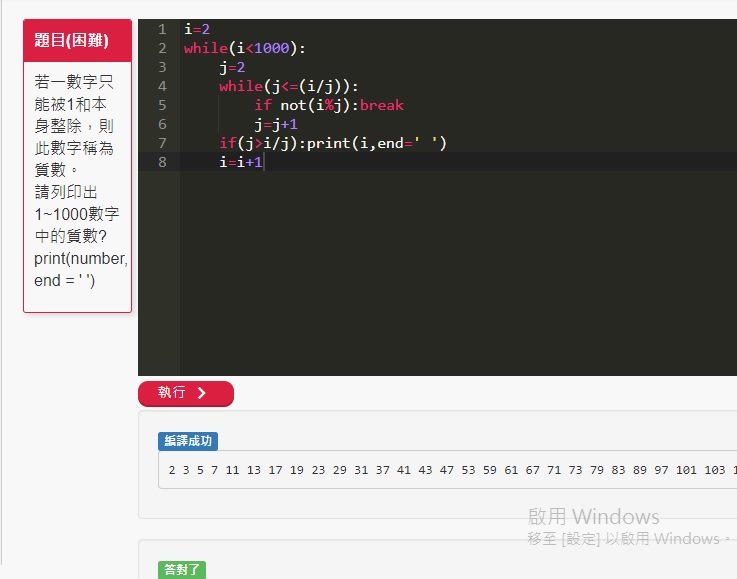 題目(困難)
若一數字只
能被1和本
身整除，則
此數字稱為
質數。
請列印出
1~1000數字
中的質數?
print(number,
end = ' ')
1 i=2
2 while(i<1000):
3 j=2
4 while(j<=(i/j)):
5 if not(i%j):break
6 j=j+1
7 if(j>i/j):print(i,end=' ')
8 i=i+1
執行
編譯成功
2 3 5 7 11 13 17 19 23 29 31 37 41 43 47 53 59 61 67 71 73 79 83 89 97 101 103 1
啟用 Windows
移至 [設定] 以啟用 Windows。
答對了